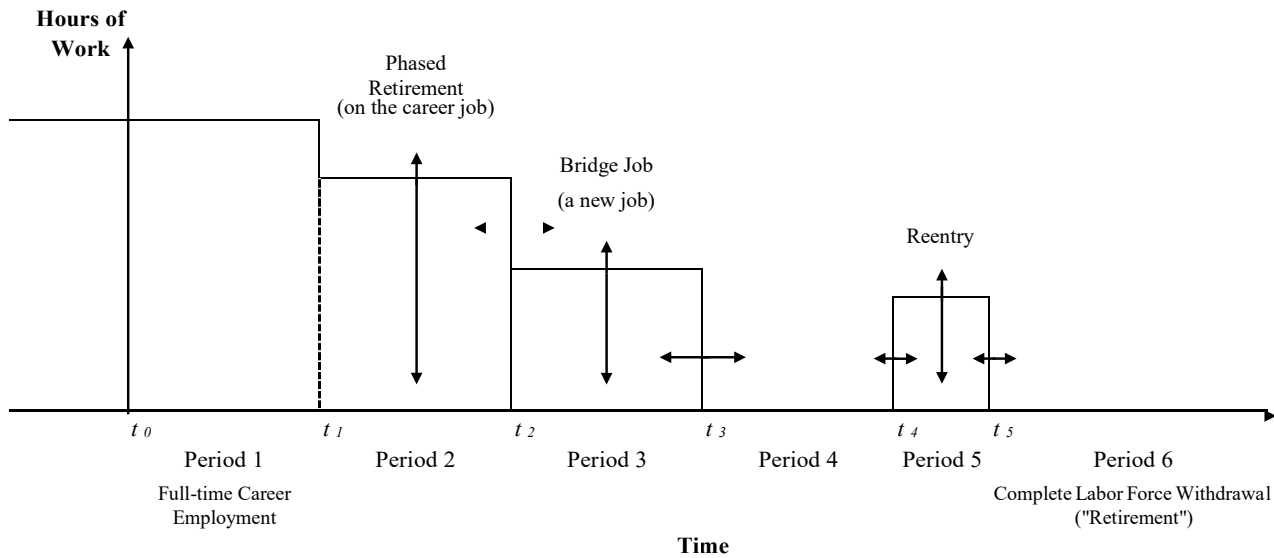 Hours of
Work
Phased
Retirement
(on the career job)
Bridge Job
(a new job)
Reentry
t 0
t 1
t 2
t 3
t 4
t 5
Period 1
Period 2
Period 3
Period 4
Period 5
Period 6
Full-time Career
Employment
Complete Labor Force Withdrawal
("Retirement")
Time